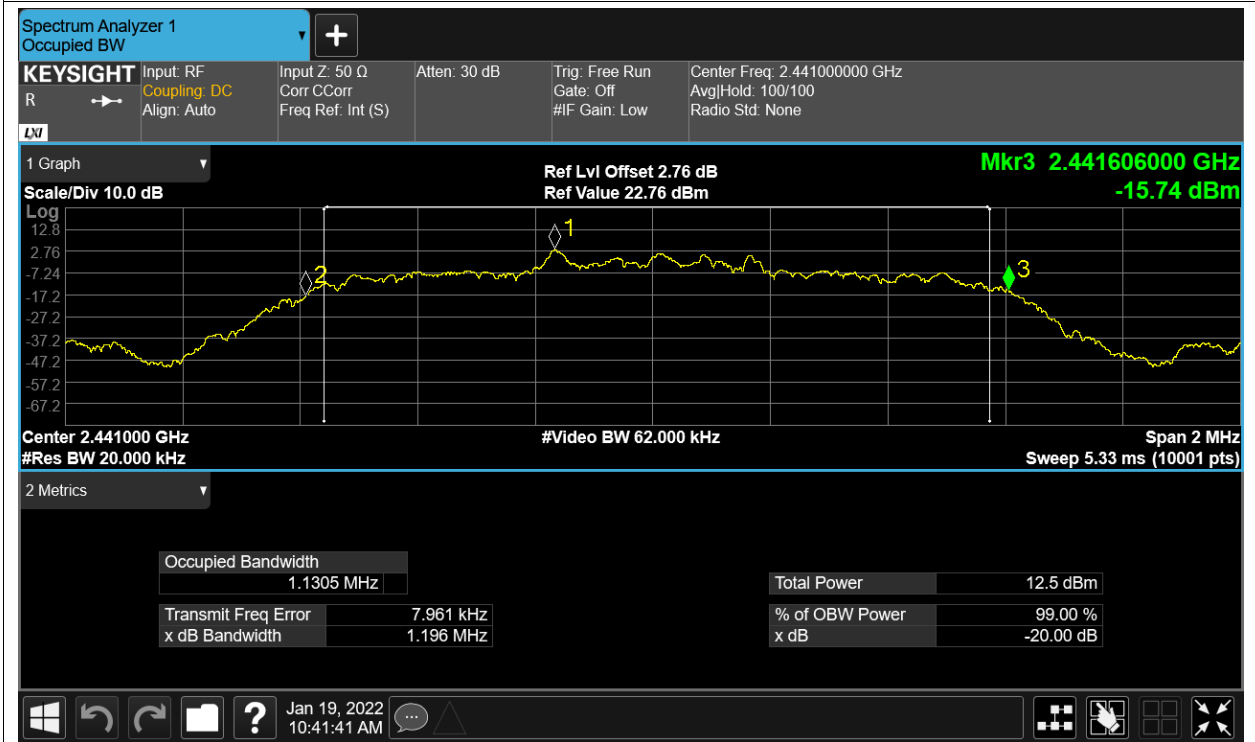 Spectrum Analyzer 1
Occupied BW
KEYSIGHT
R
LXI
Input: RF
Coupling: DC
Align: Auto
Input Z: 50 Ω
Corr CCorr
Freq Ref: Int (S)
Atten: 30 dB
Trig: Free Run
Gate: Off
#IF Gain: Low
Center Freq: 2.441000000 GHz
Avg|Hold: 100/100
Radio Std: None
1 Graph
Scale/Div 10.0 dB
Ref Lvl Offset 2.76 dB
Ref Value 22.76 dBm
Mkr3 2.441606000 GHz
-15.74 dBm
Log
12.8
2.76
-7.24
-17.2
-27.2
-37.2
-47.2
-57.2
-67.2
1
2
3
Center 2.441000 GHz
#Res BW 20.000 kHz
#Video BW 62.000 kHz
Span 2 MHz
Sweep 5.33 ms (10001 pts)
2 Metrics
Occupied Bandwidth
1.1305 MHz
Transmit Freq Error 7.961 kHz
x dB Bandwidth 1.196 MHz
Total Power 12.5 dBm
% of OBW Power 99.00 %
x dB -20.00 dB
?
Jan 19, 2022
10:41:41 AM